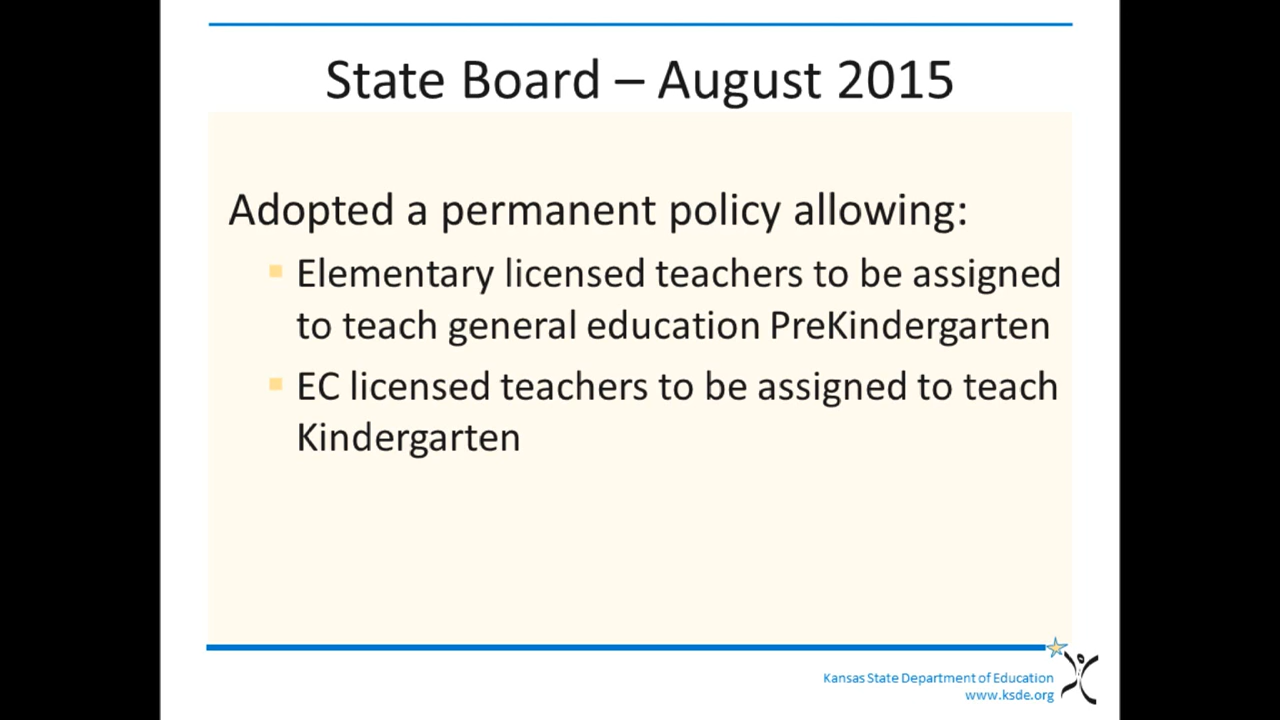 State Board – August 2015
Adopted a permanent policy allowing:
Elementary licensed teachers to be assigned
to teach general education PreKindergarten
EC licensed teachers to be assigned to teach
Kindergarten
Kansas State Department of Education
www.ksde.org